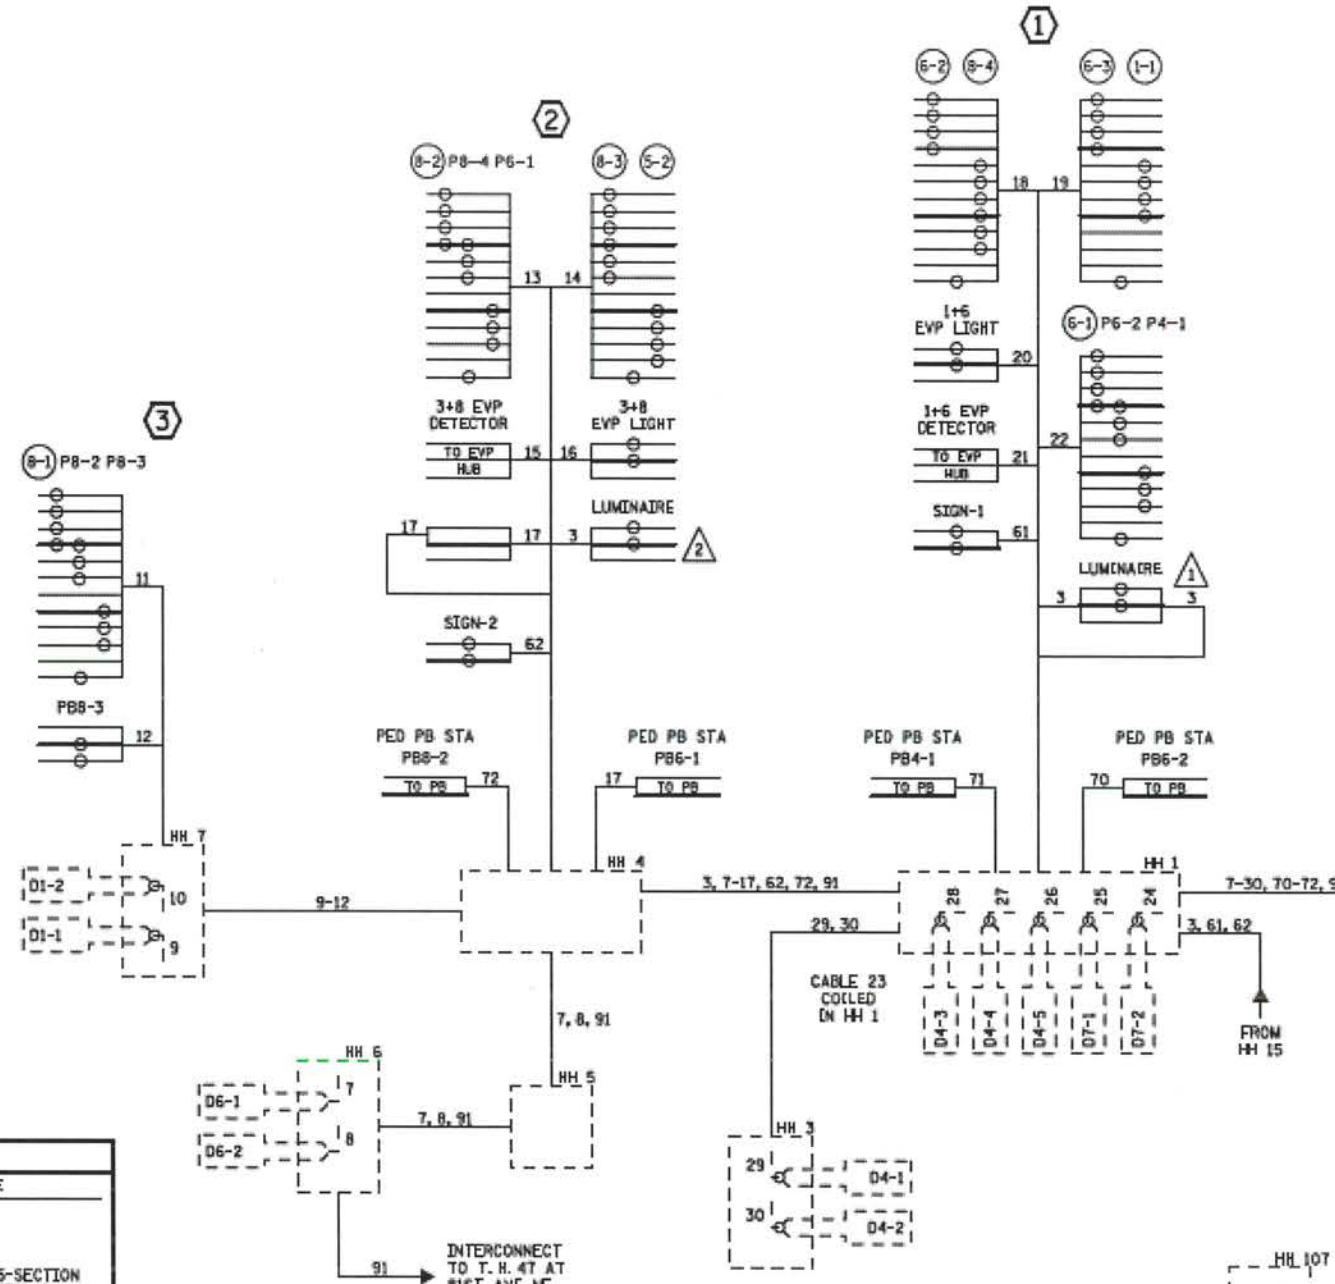 1
6-2 8-4 6-3 1-1
2
8-2 P8-4 P6-1 8-3 5-2
18 19
13 14
1+6
EVP LIGHT
20
6-1 P6-2 P4-1
3+8 EVP
DETECTOR
3+8
EVP LIGHT
1+6 EVP
DETECTOR
3
8-1 P8-2 P8-3
TO EVP
HUB
15 16
TO EVP
HUB
21
22
LUMINAIRE
SIGN-1
61
17 17 3
2
11
LUMINAIRE
1
3 3
SIGN-2
62
PB8-3
12
PED PB STA
PB8-2
TO PB
72
PED PB STA
PB6-1
17
TO PB
PED PB STA
PB4-1
TO PB
71
PED PB STA
PB6-2
70
TO PB
HH 7
HH 4
HH 1
D1-2
10
D1-1
9
9-12
3, 7-17, 62, 72, 91
28 27 26 25 24
7-30, 70-72, 9
29, 30
3, 61, 62
CABLE 23
COILED
IN HH 1
D4-3 D4-4 D4-5 D7-1 D7-2
FROM
HH 15
7, 8, 91
HH 6
HH 5
D6-1
7
D6-2
8
7, 8, 91
HH 3
29
D4-1
30
D4-2
91
INTERCONNECT
TO T.H. 47 AT
HH 107
5-SECTION